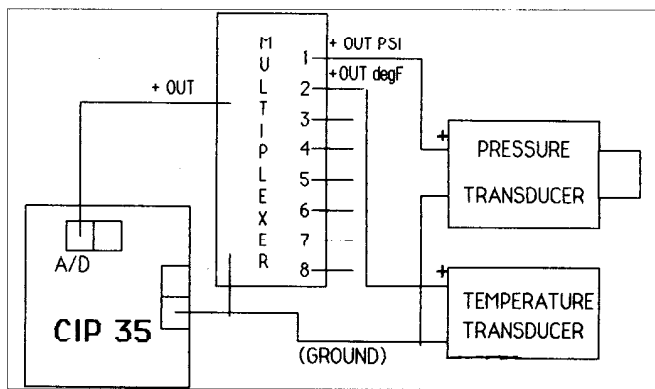 MULTIPLEXER
+ OUT PSI
1
+OUT degF
+ OUT
2
3
4
5
6
7
8
+
PRESSURE
TRANSDUCER
A/D
CIP 35
+
TEMPERATURE
TRANSDUCER
(GROUND)